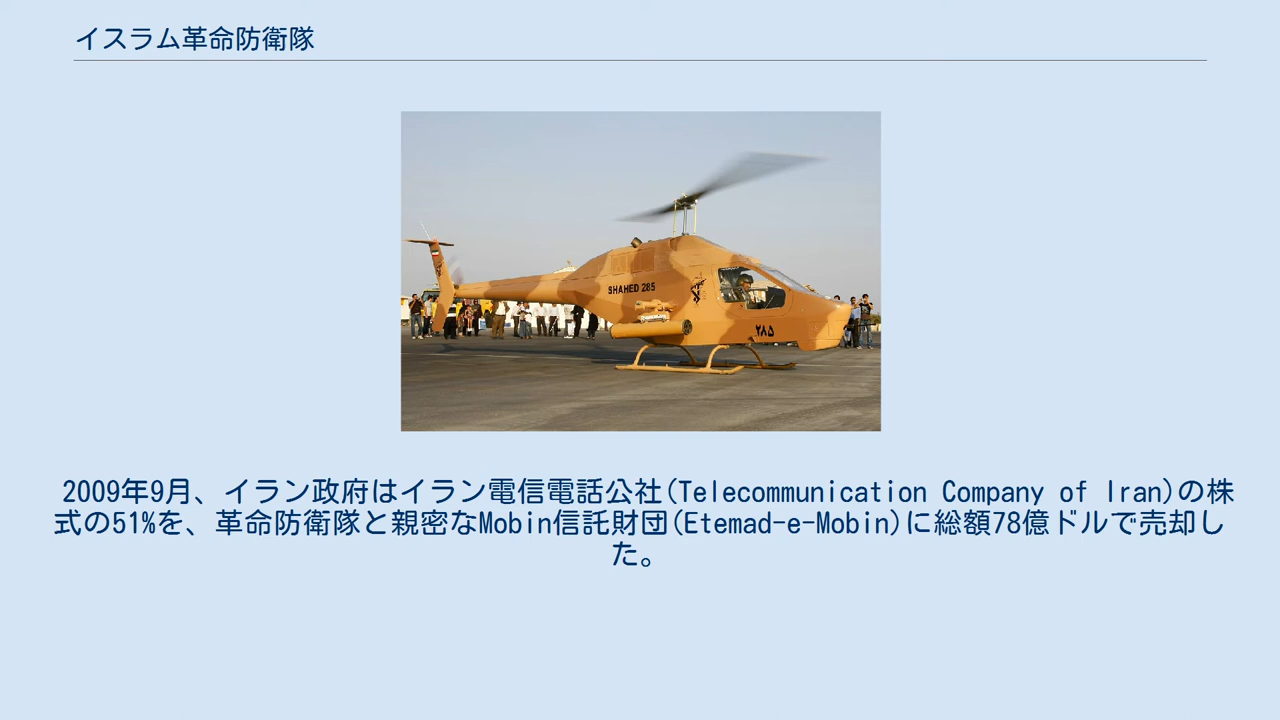 イスラム革命防衛隊
SHAHED 285
۲۸۵
2009年9月、イラン政府はイラン電信電話公社(Telecommunication Company of Iran)の株
式の51%を、革命防衛隊と親密なMobin信託財団(Etemad-e-Mobin)に総額78億ドルで売却し
た。